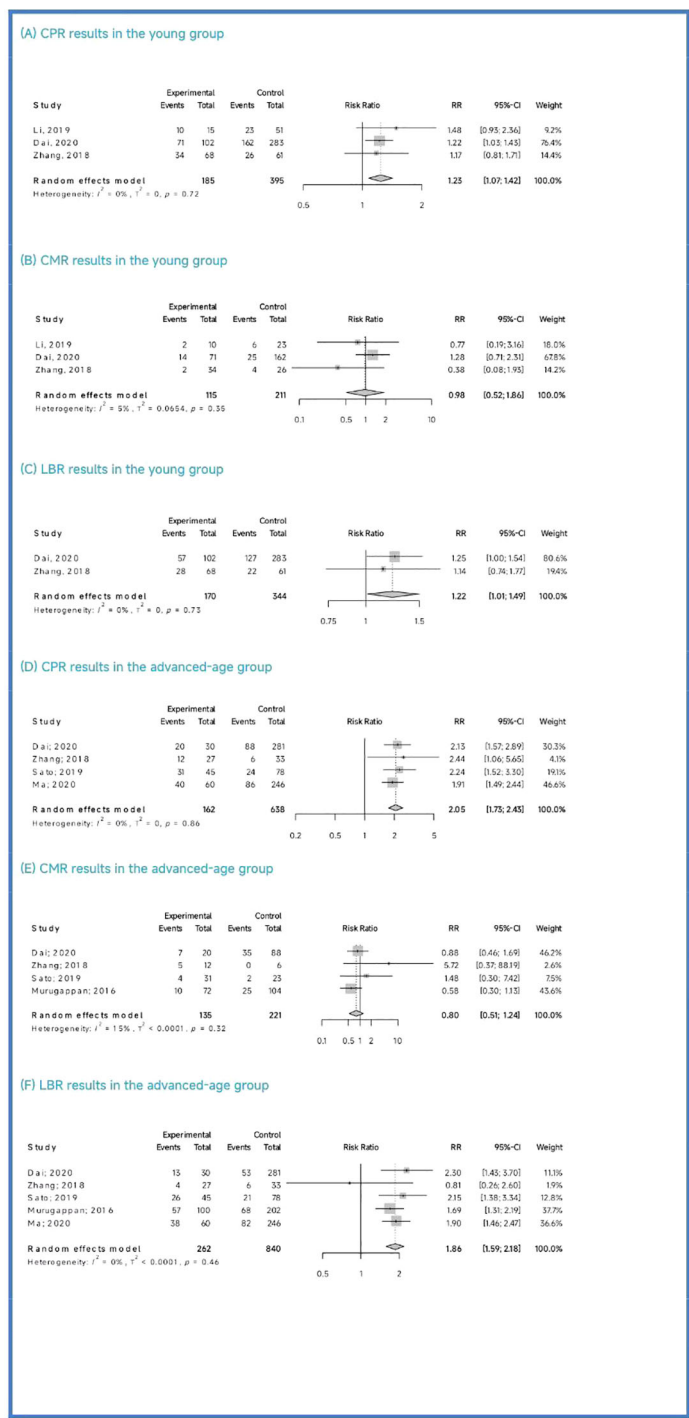 (A) CPR results in the young group
Experimental Control
Study Events Total Events Total Risk Ratio RR 95%-CI Weight
Li, 2019 10 15 23 51 1.48 [0.93; 2.36] 9.2%
Dai, 2020 71 102 162 283 1.22 [1.03; 1.43] 76.4%
Zhang, 2018 34 68 26 61 1.17 (0.81; 1.71] 14.4%
Random effects model 185 395 1.23 [1.07; 1.42] 100.0%
Heterogeneity: I² = 0%, τ² = 0, p = 0.72
0.5 1 2
(B) CMR results in the young group
Experimental Control
Study Events Total Events Total Risk Ratio RR 95%-CI Weight
Li, 2019 2 10 6 23 0.77 (0.19; 3.16] 18.0%
Dai, 2020 14 71 25 162 1.28 [0.71; 2.31] 67.8%
Zhang, 2018 2 34 4 26 0.38 (0.08; 1.93] 14.2%
Random effects model 115 211 0.98 [0.52; 1.86] 100.0%
Heterogeneity: I² = 5%, τ² = 0.0654, p = 0.35
0.1 0.5 1 2 10
(C) LBR results in the young group
Experimental Control
Study Events Total Events Total Risk Ratio RR 95%-CI Weight
Dai, 2020 57 102 127 283 1.25 [1.00; 1.54] 80.6%
Zhang, 2018 28 68 22 61 1.14 [0.74; 1.77] 19.4%
Random effects model 170 344 1.22 [1.01; 1.49] 100.0%
Heterogeneity: I² = 0%, τ² = 0, p = 0.73
0.75 1 1.5
(D) CPR results in the advanced-age group
Experimental Control
Study Events Total Events Total Risk Ratio RR 95%-CI Weight
Dai; 2020 20 30 88 281 2.13 [1.57; 2.89] 30.3%
Zhang; 2018 12 27 6 33 2.44 [1.06; 5.65] 4.1%
Sato; 2019 31 45 24 78 2.24 [1.52; 3.30] 19.1%
Ma; 2020 40 60 86 246 1.91 [1.49; 2.44] 46.6%
Random effects model 162 638 2.05 [1.73; 2.43] 100.0%
Heterogeneity: I² = 0%, τ² = 0, p = 0.86
0.2 0.5 1 2 5
(E) CMR results in the advanced-age group
Experimental Control
Study Events Total Events Total Risk Ratio RR 95%-CI Weight
Dai; 2020 7 20 35 88 0.88 [0.46; 1.69] 46.2%
Zhang; 2018 5 12 0 6 5.72 [0.37; 88.19] 2.6%
Sato; 2019 4 31 2 23 1.48 [0.30; 7.42] 7.5%
Murugappan; 2016 10 72 25 104 0.58 [0.30; 1.13] 43.6%
Random effects model 135 221 0.80 [0.51; 1.24] 100.0%
Heterogeneity: I² = 15%, τ² < 0.0001, p = 0.32
0.1 0.5 1 2 10
(F) LBR results in the advanced-age group
Experimental Control
Study Events Total Events Total Risk Ratio RR 95%-CI Weight
Dai; 2020 13 30 53 281 2.30 [1.43; 3.70] 11.1%
Zhang; 2018 4 27 6 33 0.81 [0.26; 2.60] 1.9%
Sato; 2019 26 45 21 78 2.15 [1.38; 3.34] 12.8%
Murugappan; 2016 57 100 68 202 1.69 [1.31; 2.19] 37.7%
Ma; 2020 38 60 82 246 1.90 [1.46; 2.47] 36.6%
Random effects model 262 840 1.86 [1.59; 2.18] 100.0%
Heterogeneity: I² = 0%, τ² < 0.0001, p = 0.46
0.5 1 2